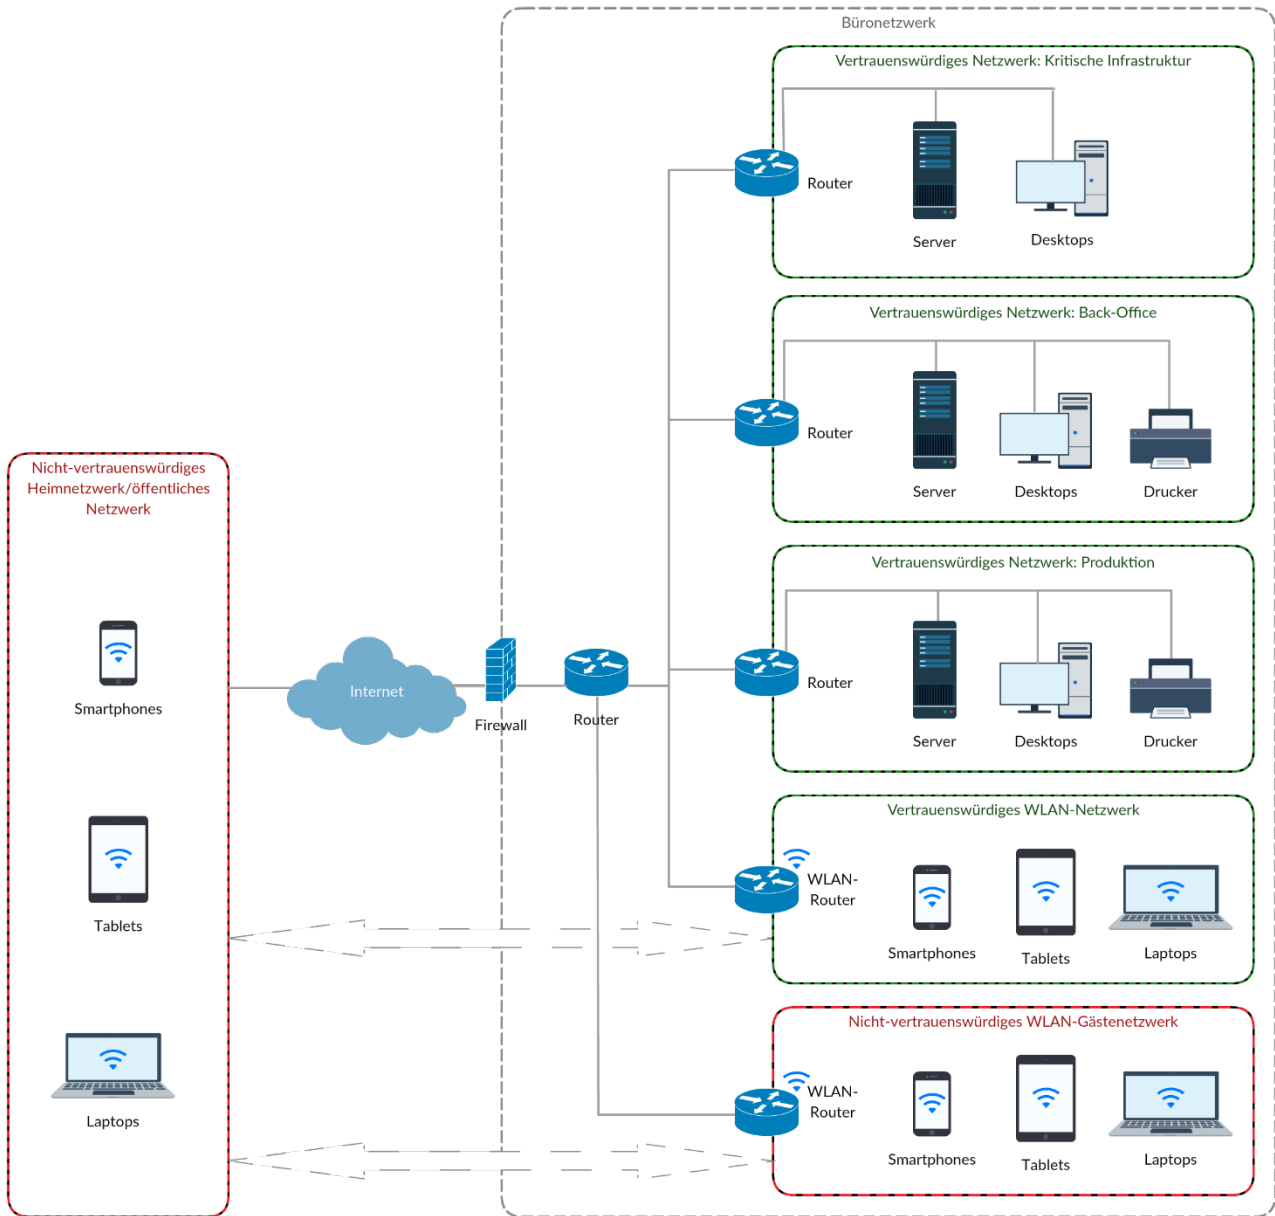 Büronetzwerk
Vertrauenswürdiges Netzwerk: Kritische Infrastruktur
Router
Server
Desktops
Vertrauenswürdiges Netzwerk: Back-Office
Router
Server
Desktops
Drucker
Nicht-vertrauenswürdiges
Heimnetzwerk/öffentliches
Netzwerk
Smartphones
Tablets
Laptops
Internet
Firewall
Router
Vertrauenswürdiges Netzwerk: Produktion
Router
Server
Desktops
Drucker
Vertrauenswürdiges WLAN-Netzwerk
WLAN-
Router
Smartphones
Tablets
Laptops
Nicht-vertrauenswürdiges WLAN-Gästenetzwerk
WLAN-
Router
Smartphones
Tablets
Laptops